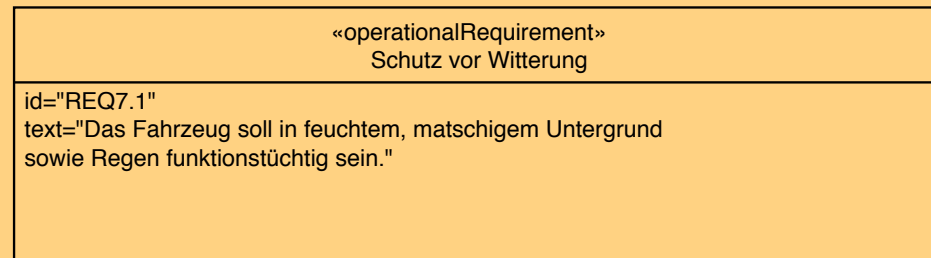 «operationalRequirement»
Schutz vor Witterung
id="REQ7.1"
text="Das Fahrzeug soll in feuchtem, matschigem Untergrund
sowie Regen funktionstüchtig sein."